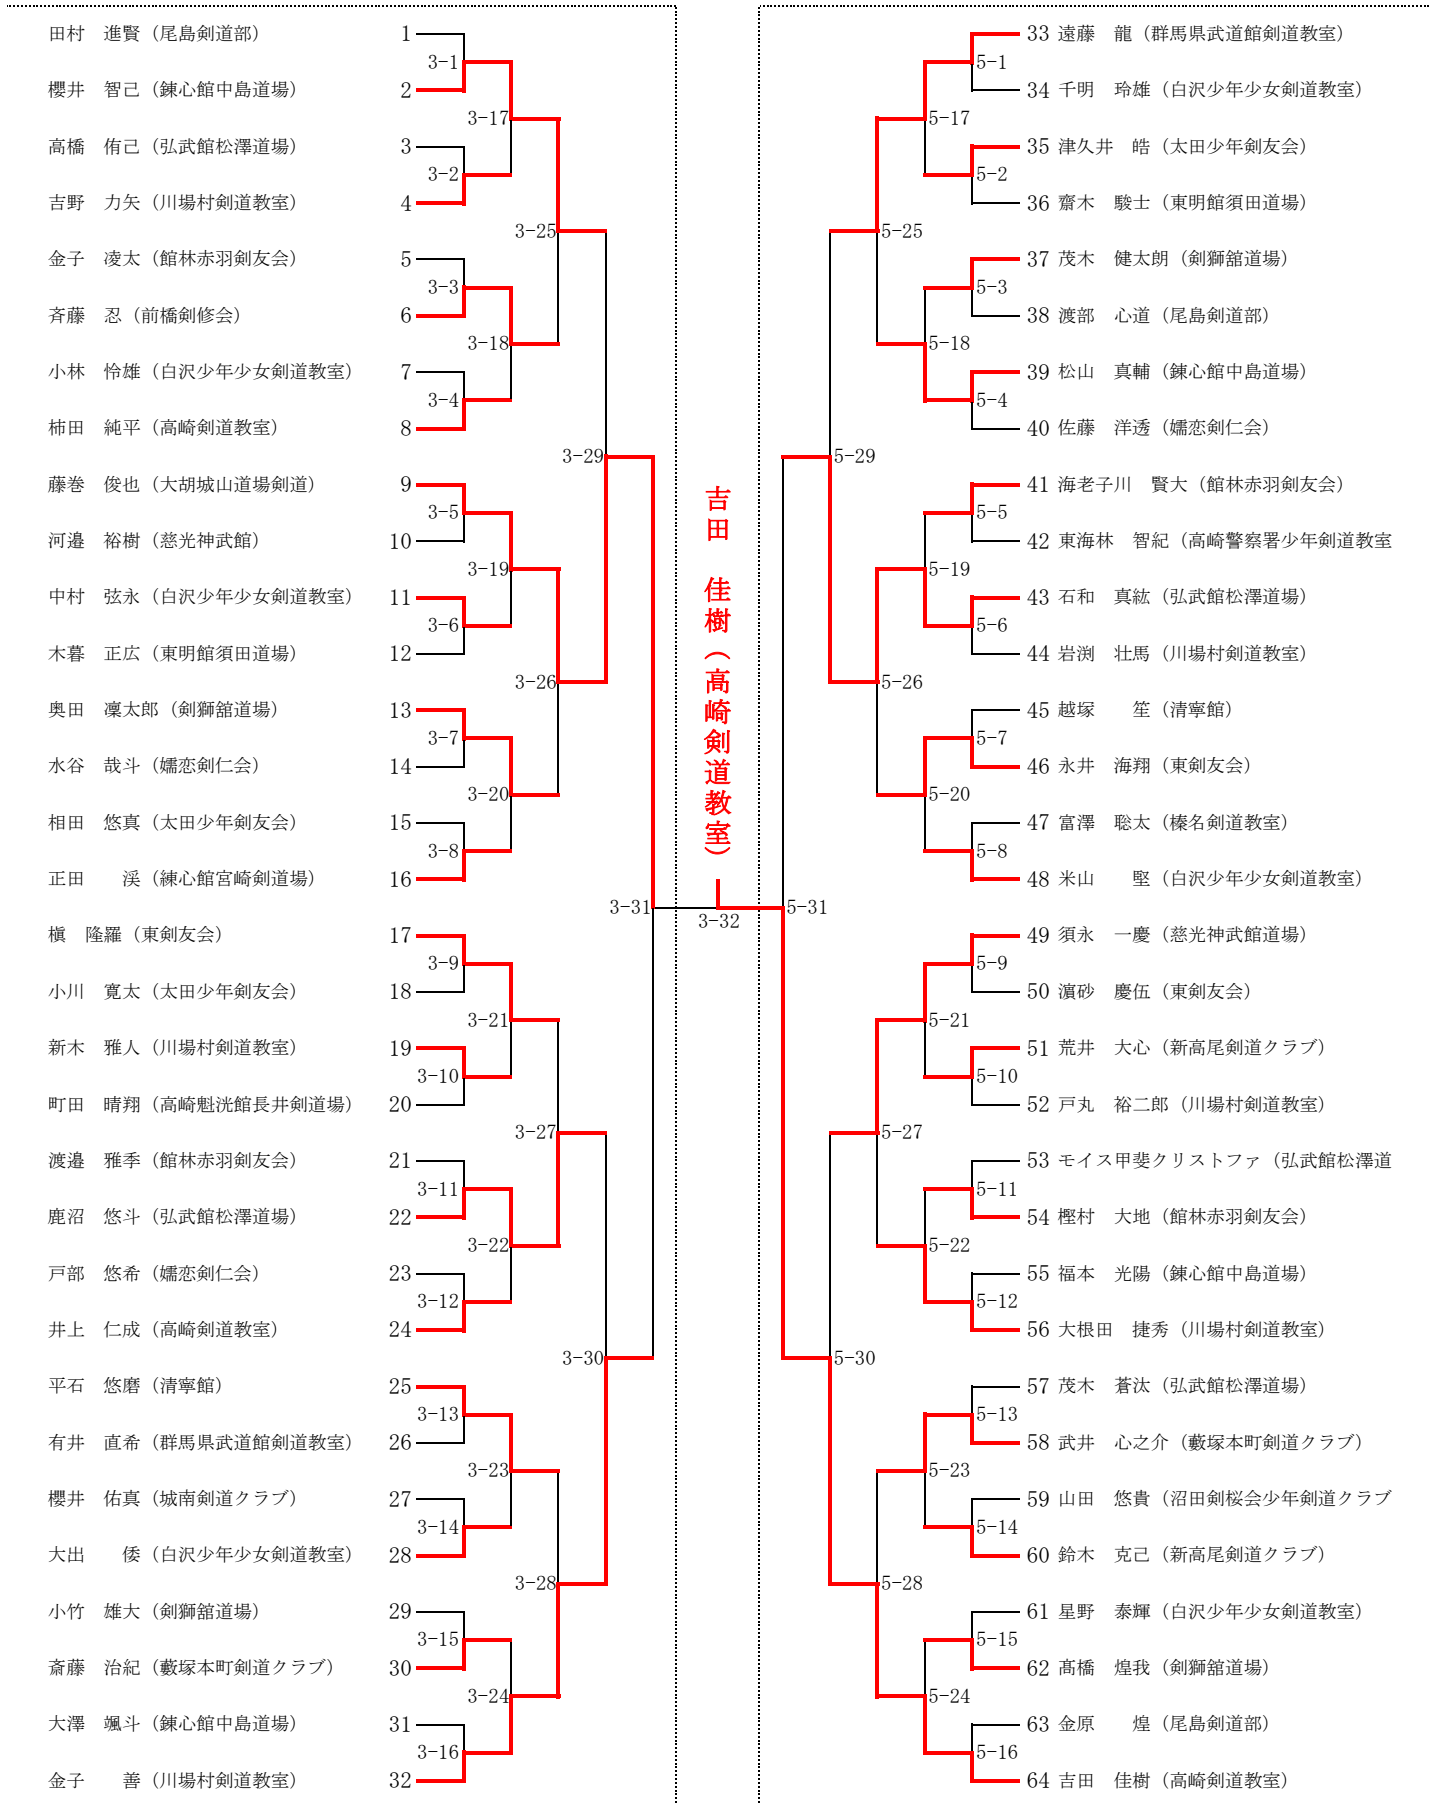 田村　進賢（尾島剣道部）　1
3-1
櫻井　智己（錬心館中島道場）　2
3-17
高橋　侑己（弘武館松澤道場）　3
3-2
吉野　力矢（川場村剣道教室）　4
3-25
金子　凌太（館林赤羽剣友会）　5
3-3
斉藤　忍（前橋剣修会）　6
3-18
小林　怜雄（白沢少年少女剣道教室）　7
3-4
柿田　純平（高崎剣道教室）　8
3-29
藤巻　俊也（大胡城山道場剣道）　9
3-5
河邉　裕樹（慈光神武館）　10
3-19
中村　弦永（白沢少年少女剣道教室）　11
3-6
木暮　正広（東明館須田道場）　12
3-26
奥田　凜太郎（剣獅舘道場）　13
3-7
水谷　哉斗（嬬恋剣仁会）　14
3-20
相田　悠真（太田少年剣友会）　15
3-8
正田　　渓（練心館宮崎剣道場）　16
3-31
槇　隆羅（東剣友会）　17
3-9
小川　寛太（太田少年剣友会）　18
3-21
新木　雅人（川場村剣道教室）　19
3-10
町田　晴翔（高崎魁洸館長井剣道場）　20
3-27
渡邉　雅季（館林赤羽剣友会）　21
3-11
鹿沼　悠斗（弘武館松澤道場）　22
3-22
戸部　悠希（嬬恋剣仁会）　23
3-12
井上　仁成（高崎剣道教室）　24
3-30
平石　悠磨（清寧館）　25
3-13
有井　直希（群馬県武道館剣道教室）　26
3-23
櫻井　佑真（城南剣道クラブ）　27
3-14
大出　　倭（白沢少年少女剣道教室）　28
3-28
小竹　雄大（剣獅舘道場）　29
3-15
斎藤　治紀（藪塚本町剣道クラブ）　30
3-24
大澤　颯斗（錬心館中島道場）　31
3-16
金子　　善（川場村剣道教室）　32
吉田　佳樹（高崎剣道教室）
3-32
33 遠藤　龍（群馬県武道館剣道教室）
5-1
34 千明　玲雄（白沢少年少女剣道教室）
5-17
35 津久井　皓（太田少年剣友会）
5-2
36 齋木　駿士（東明館須田道場）
5-25
37 茂木　健太朗（剣獅舘道場）
5-3
38 渡部　心道（尾島剣道部）
5-18
39 松山　真輔（錬心館中島道場）
5-4
40 佐藤　洋透（嬬恋剣仁会）
5-29
41 海老子川　賢大（館林赤羽剣友会）
5-5
42 東海林　智紀（高崎警察署少年剣道教室
5-19
43 石和　真紘（弘武館松澤道場）
5-6
44 岩渕　壮馬（川場村剣道教室）
5-26
45 越塚　　笙（清寧館）
5-7
46 永井　海翔（東剣友会）
5-20
47 富澤　聡太（榛名剣道教室）
5-8
48 米山　　堅（白沢少年少女剣道教室）
5-31
49 須永　一慶（慈光神武館道場）
5-9
50 濵砂　慶伍（東剣友会）
5-21
51 荒井　大心（新高尾剣道クラブ）
5-10
52 戸丸　裕二郎（川場村剣道教室）
5-27
53 モイス甲斐クリストファ（弘武館松澤道
5-11
54 樫村　大地（館林赤羽剣友会）
5-22
55 福本　光陽（錬心館中島道場）
5-12
56 大根田　捷秀（川場村剣道教室）
5-30
57 茂木　蒼汰（弘武館松澤道場）
5-13
58 武井　心之介（藪塚本町剣道クラブ）
5-23
59 山田　悠貴（沼田剣桜会少年剣道クラブ
5-14
60 鈴木　克己（新高尾剣道クラブ）
5-28
61 星野　泰輝（白沢少年少女剣道教室）
5-15
62 髙橋　煌我（剣獅舘道場）
5-24
63 金原　　煌（尾島剣道部）
5-16
64 吉田　佳樹（高崎剣道教室）